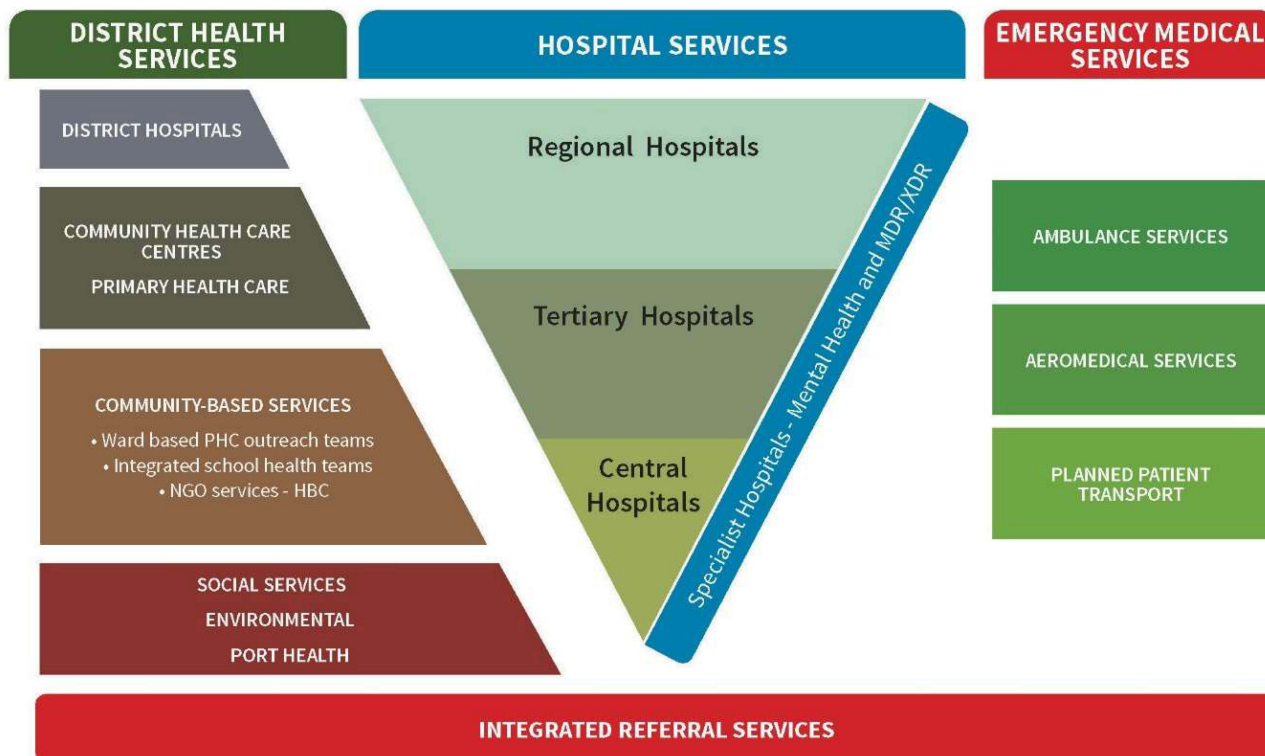 DISTRICT HEALTH
SERVICES
HOSPITAL SERVICES
EMERGENCY MEDICAL
SERVICES
DISTRICT HOSPITALS
COMMUNITY HEALTH CARE
CENTRES
PRIMARY HEALTH CARE
COMMUNITY-BASED SERVICES
• Ward based PHC outreach teams
• Integrated school health teams
• NGO services - HBC
SOCIAL SERVICES
ENVIRONMENTAL
PORT HEALTH
Regional Hospitals
Tertiary Hospitals
Central
Hospitals
Specialist Hospitals - Mental Health and MDR/XDR
AMBULANCE SERVICES
AEROMEDICAL SERVICES
PLANNED PATIENT
TRANSPORT
INTEGRATED REFERRAL SERVICES